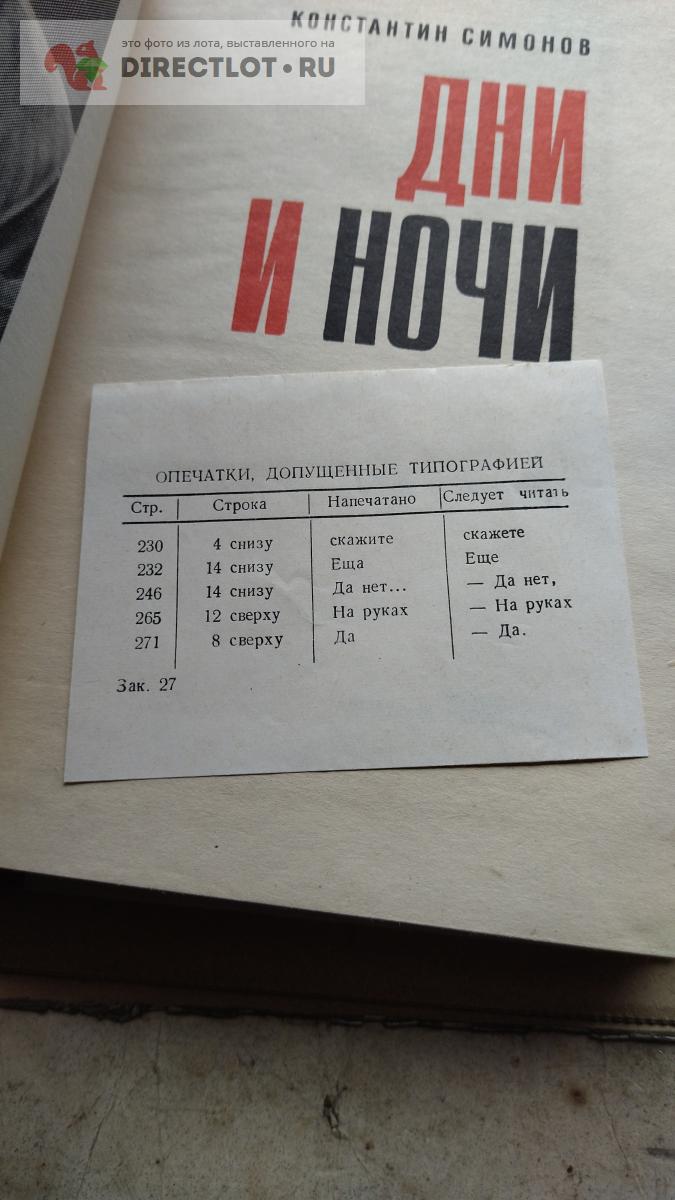 это фото из лота, выставленного на
DIRECTLOT.RU
КОНСТАНТИН СИМОНОВ
ДНИ
И НОЧИ
ОПЕЧАТКИ, ДОПУЩЕННЫЕ ТИПОГРАФИЕЙ
Стр. Строка Напечатано Следует читать
230 4 снизу скажите скажете
232 14 снизу Еща Еще
246 14 снизу Да нет... — Да нет,
265 12 сверху На руках — На руках
271 8 сверху Да — Да.
Зак. 27